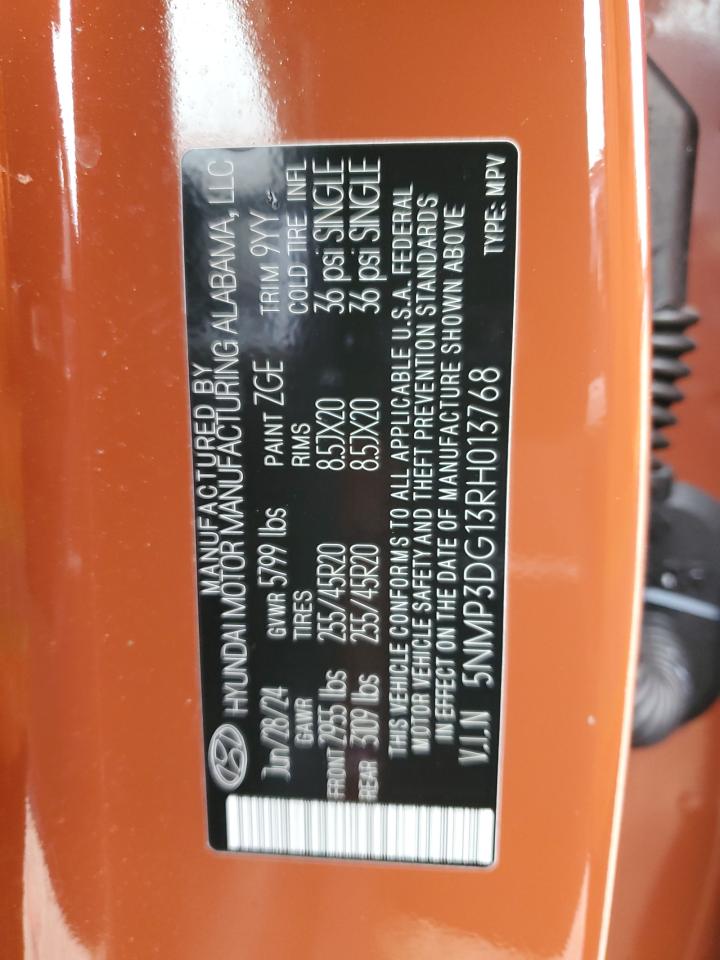 MANUFACTURED BY
HYUNDAI MOTOR MANUFACTURING ALABAMA, LLC
Jun/28/24 GVWR 5799 lbs PAINT ZGE TRIM 9YY
GAWR TIRES RIMS COLD TIRE INFL
FRONT 2955 lbs 255/45R20 8.5JX20 36 psi SINGLE
REAR 3109 lbs 255/45R20 8.5JX20 36 psi SINGLE
THIS VEHICLE CONFORMS TO ALL APPLICABLE U.S.A. FEDERAL
MOTOR VEHICLE SAFETY AND THEFT PREVENTION STANDARDS
IN EFFECT ON THE DATE OF MANUFACTURE SHOWN ABOVE
V.I.N 5NMP3DG13RH013768 TYPE: MPV